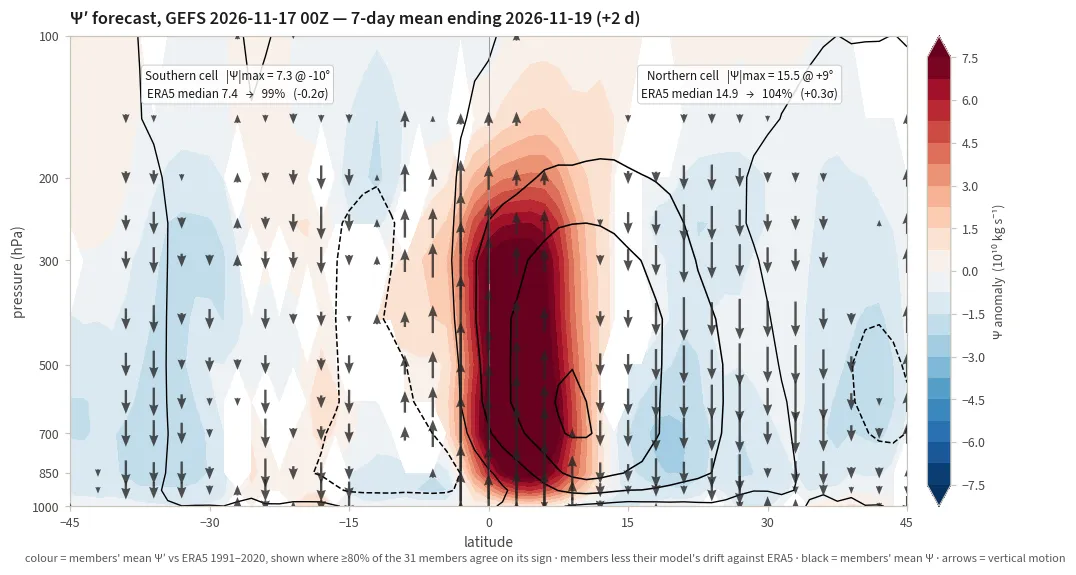 Ψ′ forecast, GEFS 2026-11-17 00Z — 7-day mean ending 2026-11-19 (+2 d)
Southern cell |Ψ|max = 7.3 @ -10°
ERA5 median 7.4 → 99% (-0.2σ)
Northern cell |Ψ|max = 15.5 @ +9°
ERA5 median 14.9 → 104% (+0.3σ)
pressure (hPa)
100
200
300
500
700
850
1000
−45
−30
−15
0
15
30
45
latitude
7.5
6.0
4.5
3.0
1.5
0.0
−1.5
−3.0
−4.5
−6.0
−7.5
Ψ anomaly (10¹⁰ kg s⁻¹)
colour = members' mean Ψ′ vs ERA5 1991–2020, shown where ≥80% of the 31 members agree on its sign · members less their model's drift against ERA5 · black = members' mean Ψ · arrows = vertical motion